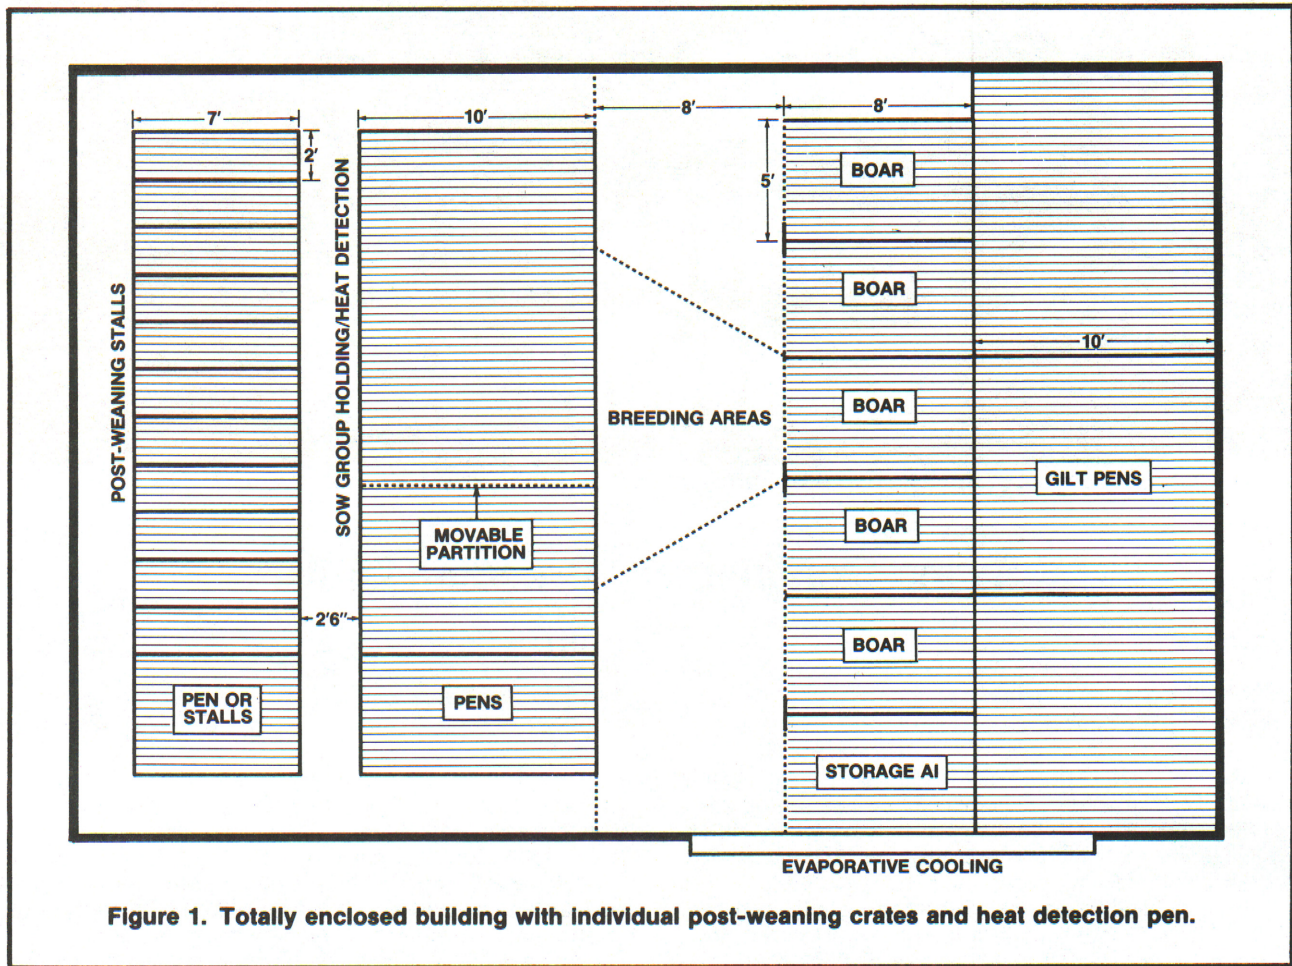 7'
10'
8'
8'
2'
5'
BOAR
BOAR
BOAR
BOAR
BOAR
STORAGE AI
10'
GILT PENS
POST-WEANING STALLS
SOW GROUP HOLDING/HEAT DETECTION
BREEDING AREAS
MOVABLE
PARTITION
2'6"
PEN OR
STALLS
PENS
EVAPORATIVE COOLING
Figure 1. Totally enclosed building with individual post-weaning crates and heat detection pen.